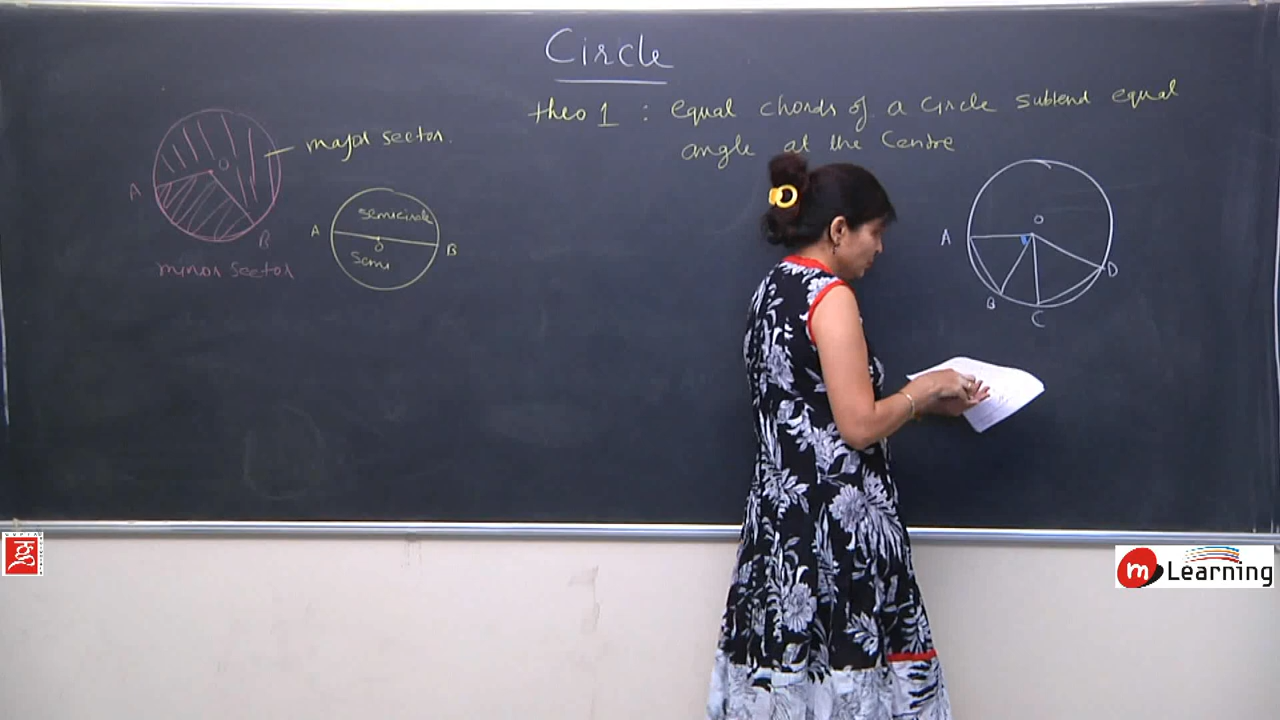 Circle
theo 1 : equal chords of a circle subtend equal
angle at the Centre
major sector.
O
A
B
minor sector
semicircle
A
B
O
Semi
O
A
B
C
D
ग
m Learning